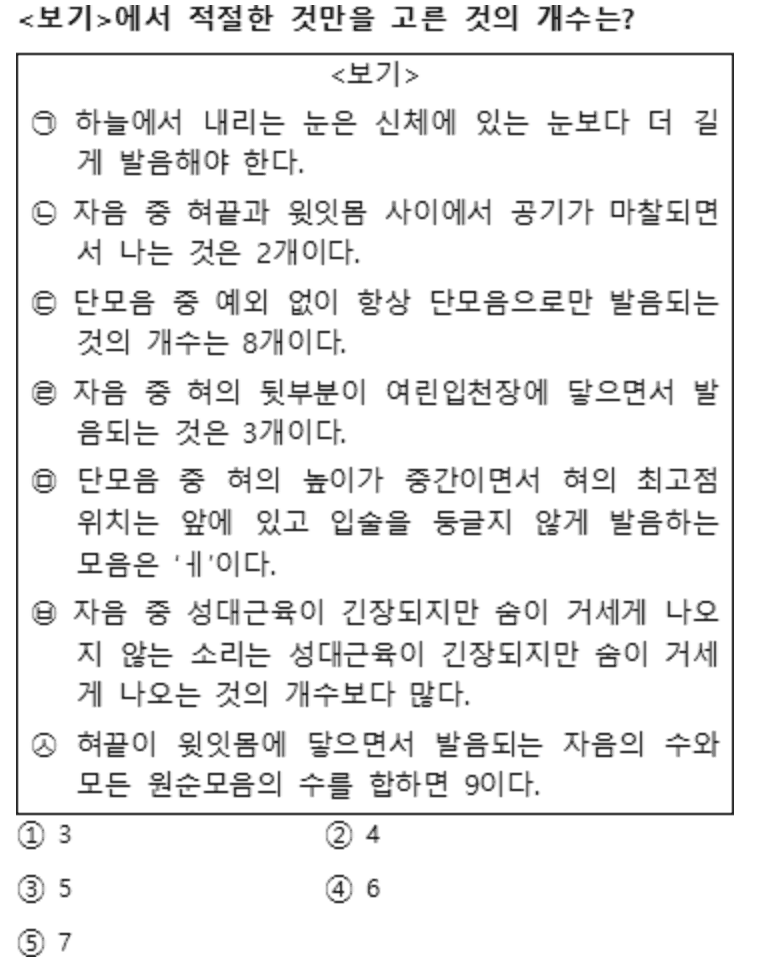 <보기>에서 적절한 것만을 고른 것의 개수는?
<보기>
㉠ 하늘에서 내리는 눈은 신체에 있는 눈보다 더 길
게 발음해야 한다.
㉡ 자음 중 혀끝과 윗잇몸 사이에서 공기가 마찰되면
서 나는 것은 2개이다.
㉢ 단모음 중 예외 없이 항상 단모음으로만 발음되는
것의 개수는 8개이다.
㉣ 자음 중 혀의 뒷부분이 여린입천장에 닿으면서 발
음되는 것은 3개이다.
㉤ 단모음 중 혀의 높이가 중간이면서 혀의 최고점
위치는 앞에 있고 입술을 둥글지 않게 발음하는
모음은 ‘ㅔ’이다.
㉥ 자음 중 성대근육이 긴장되지만 숨이 거세게 나오
지 않는 소리는 성대근육이 긴장되지만 숨이 거세
게 나오는 것의 개수보다 많다.
㉦ 혀끝이 윗잇몸에 닿으면서 발음되는 자음의 수와
모든 원순모음의 수를 합하면 9이다.
① 3 ② 4
③ 5 ④ 6
⑤ 7